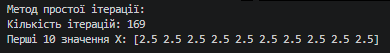 Метод простої ітерації:
Кількість ітерацій: 169
Перші 10 значення X: [2.5 2.5 2.5 2.5 2.5 2.5 2.5 2.5 2.5 2.5]